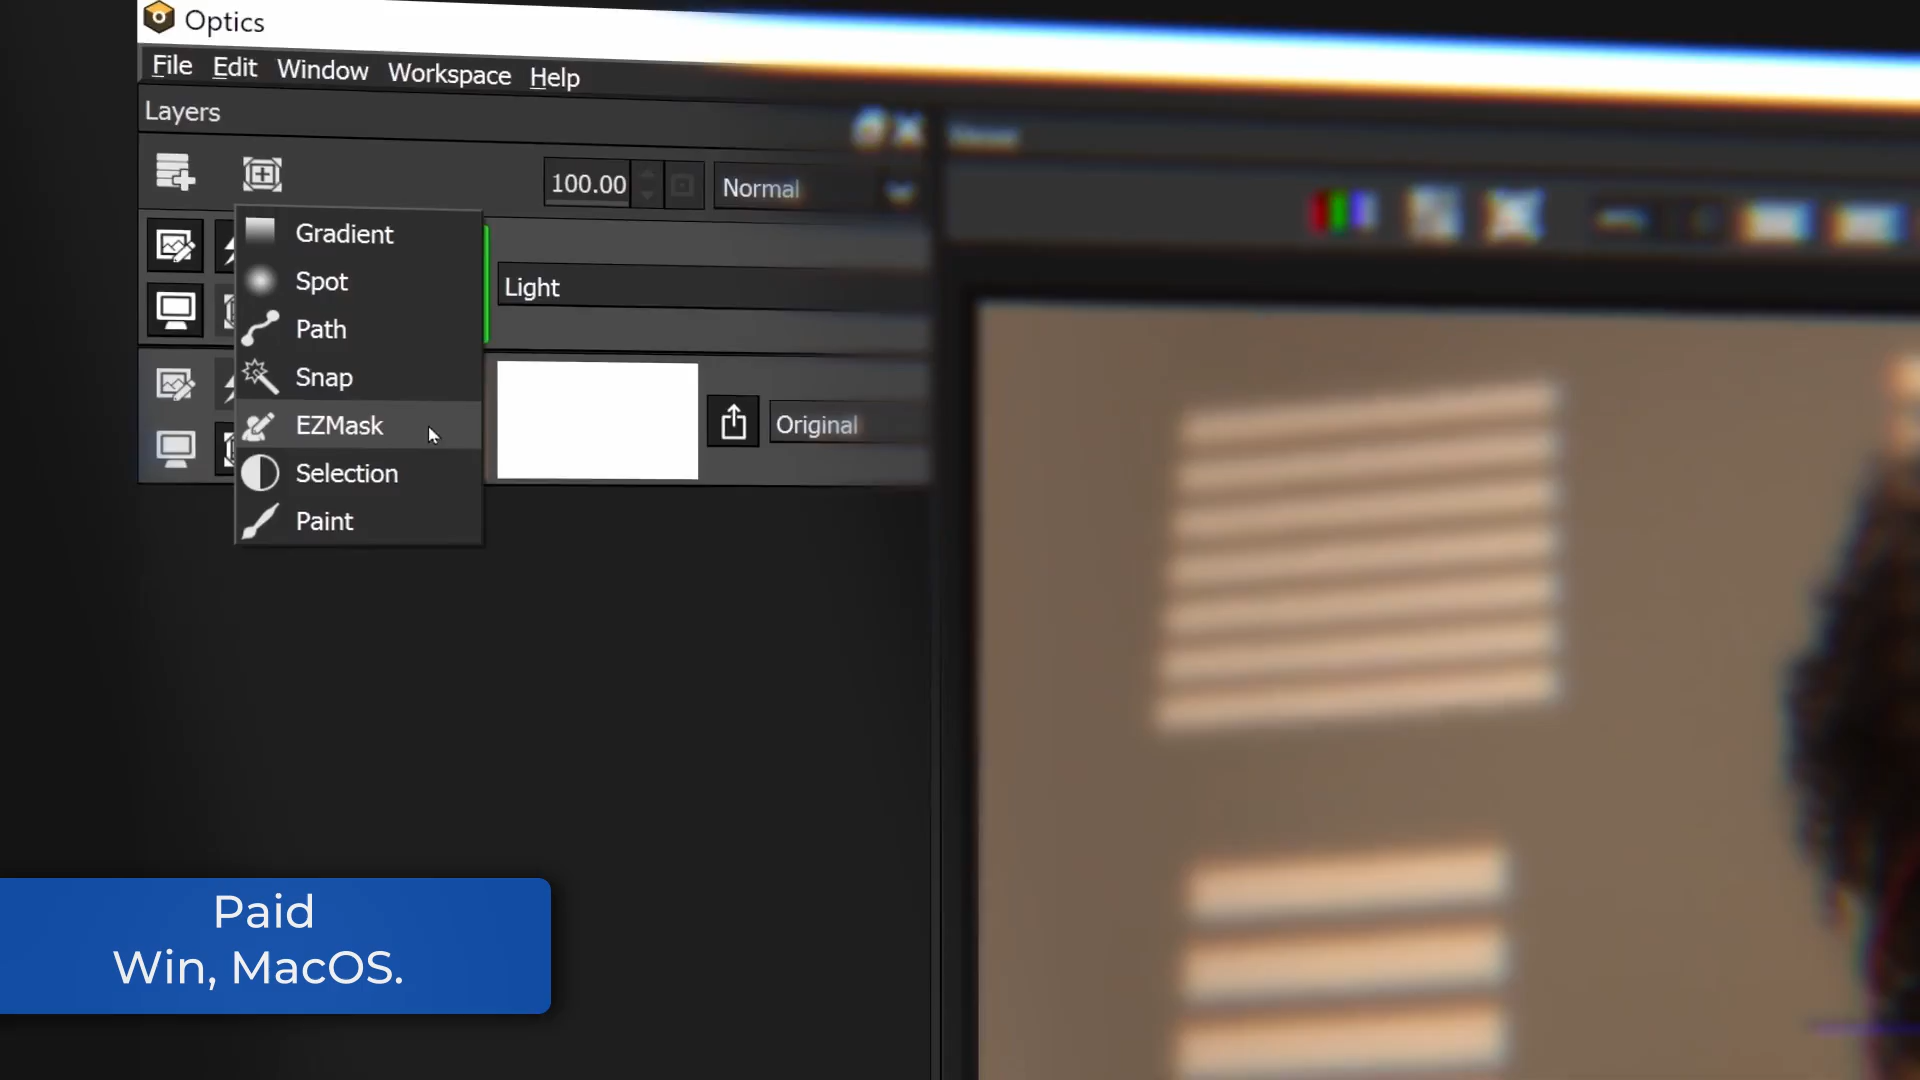 Optics
File Edit Window Workspace Help
Layers
100.00 Normal
Gradient
Spot
Path
Snap
EZMask
Selection
Paint
Light
Original
Paid
Win, MacOS.